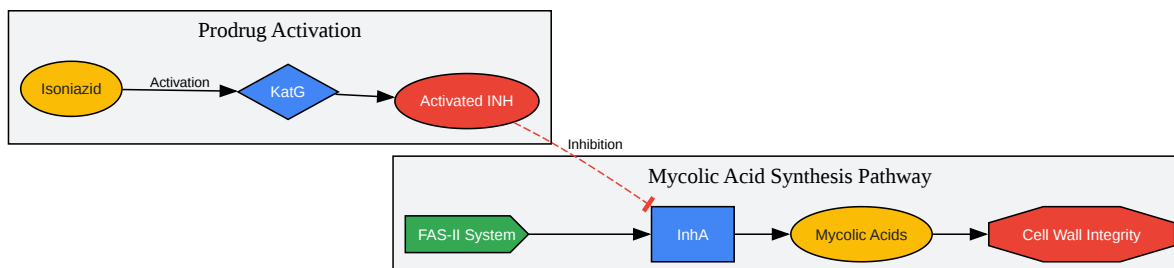 Prodrug Activation
Isoniazid
Activation
KatG
Activated INH
Inhibition
Mycolic Acid Synthesis Pathway
FAS-II System
InhA
Mycolic Acids
Cell Wall Integrity